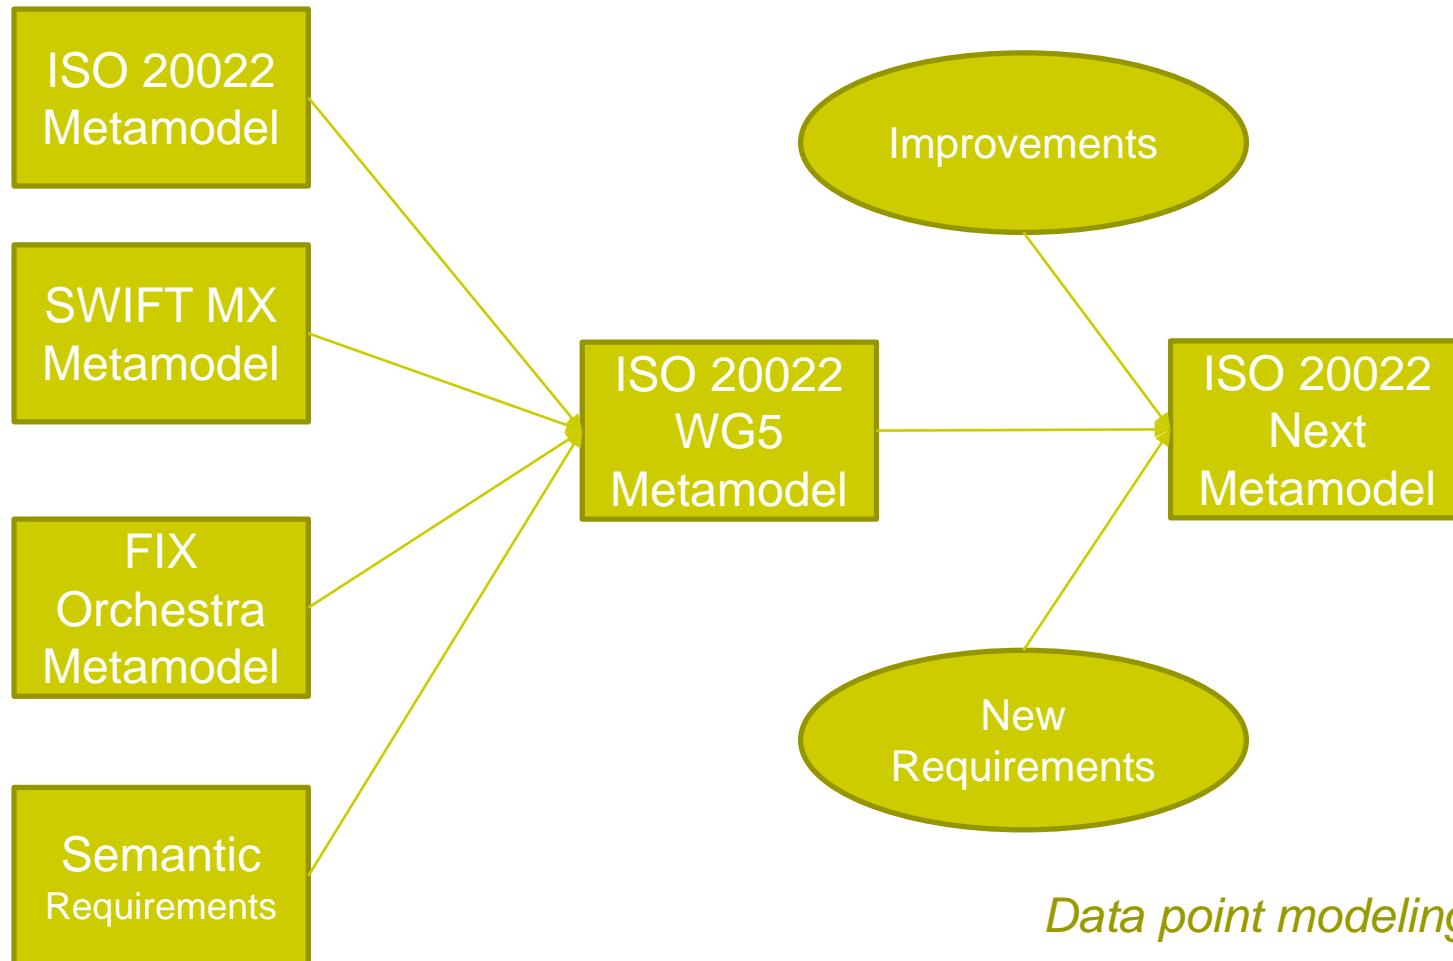 ISO 20022
Metamodel
SWIFT MX
Metamodel
FIX
Orchestra
Metamodel
Semantic
Requirements
ISO 20022
WG5
Metamodel
Improvements
New
Requirements
ISO 20022
Next
Metamodel
Data point modeling